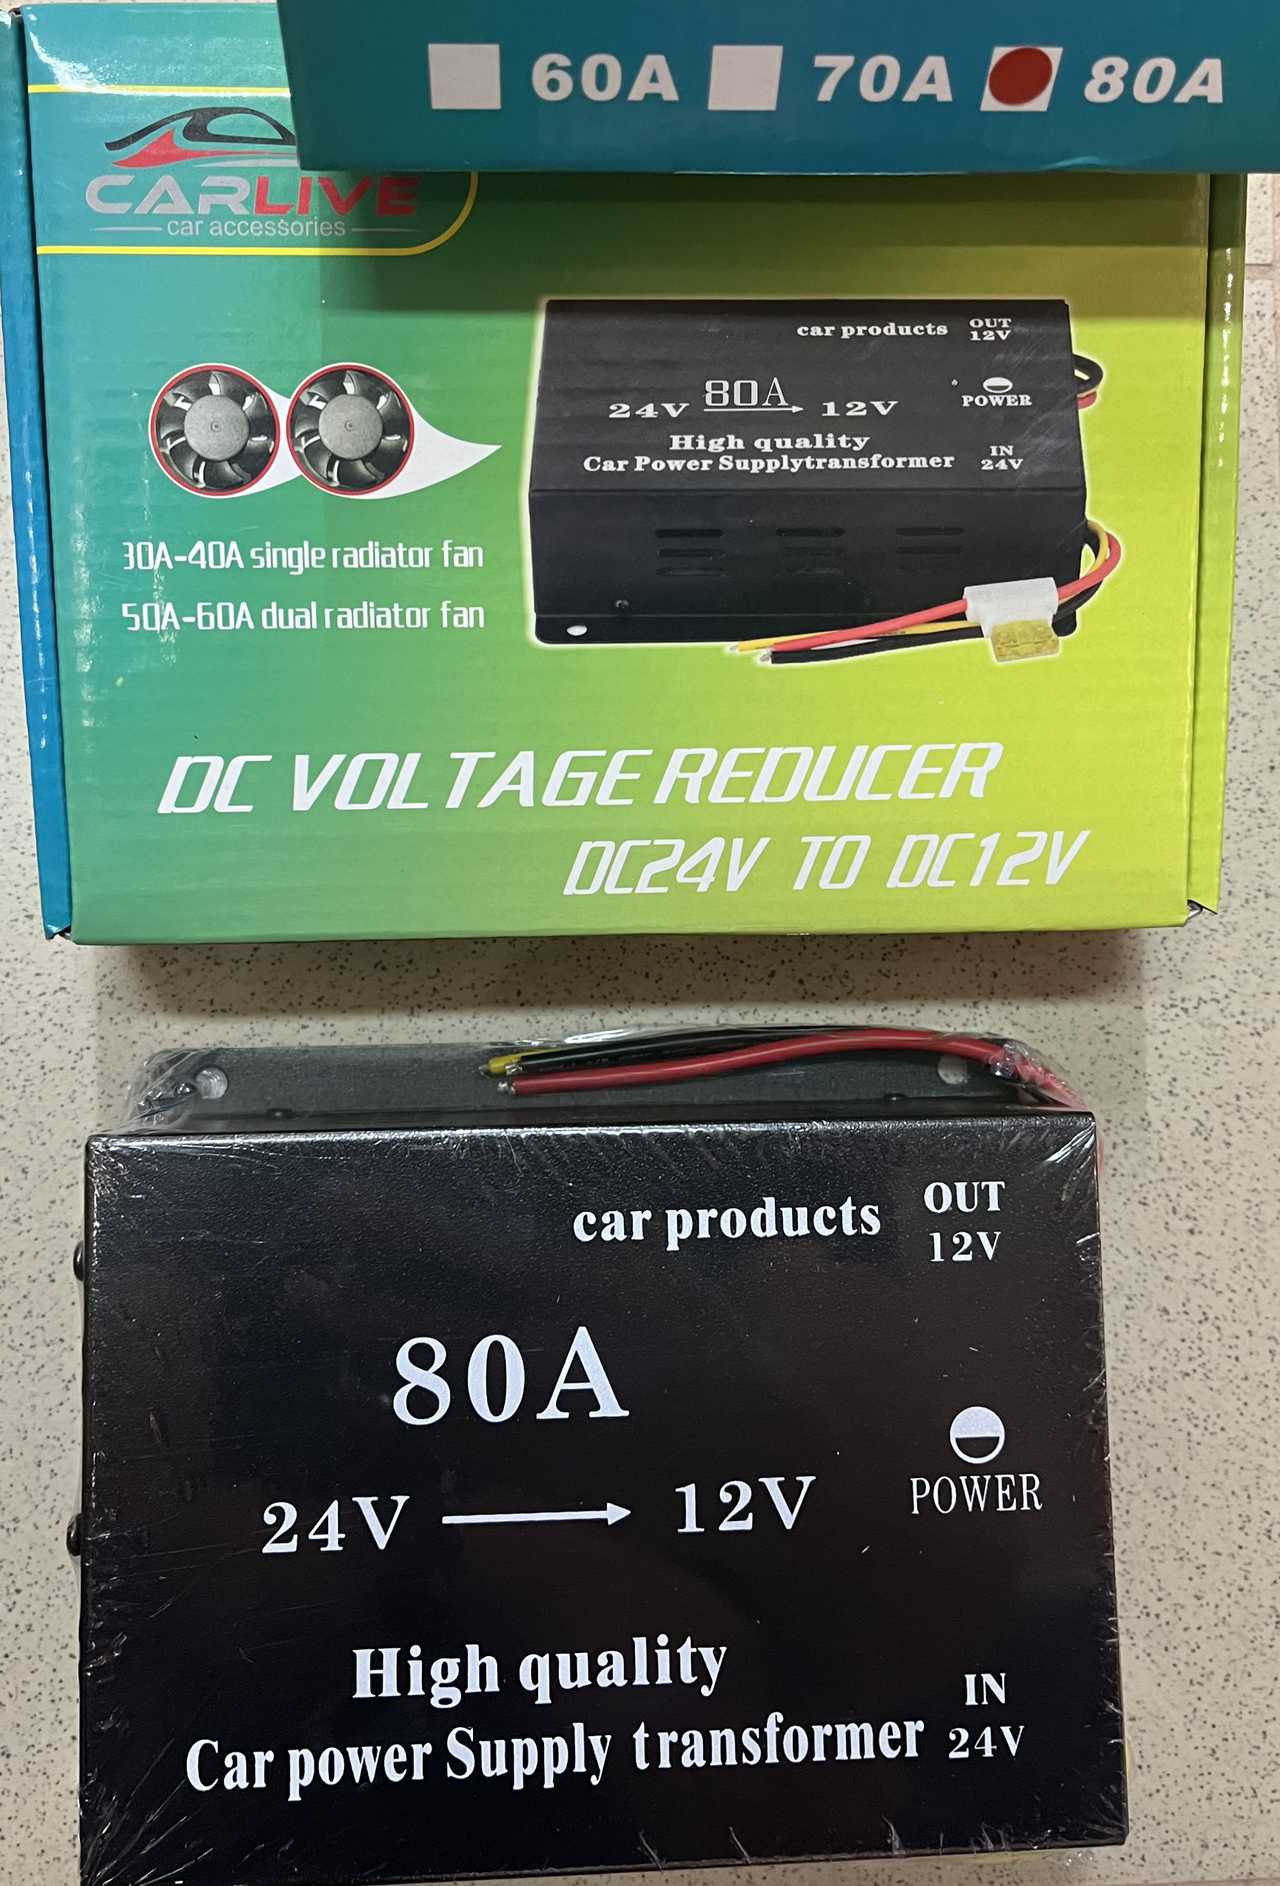 60A 70A 80A
CARLIVE
car accessories
car products OUT 12V
80A
24V 12V
POWER
High quality
Car Power Supplytransformer
IN 24V
30A-40A single radiator fan
50A-60A dual radiator fan
DC VOLTAGE REDUCER
DC24V TO DC12V
car products OUT
12V
80A
24V 12V
POWER
High quality
Car power Supply transformer
IN
24V